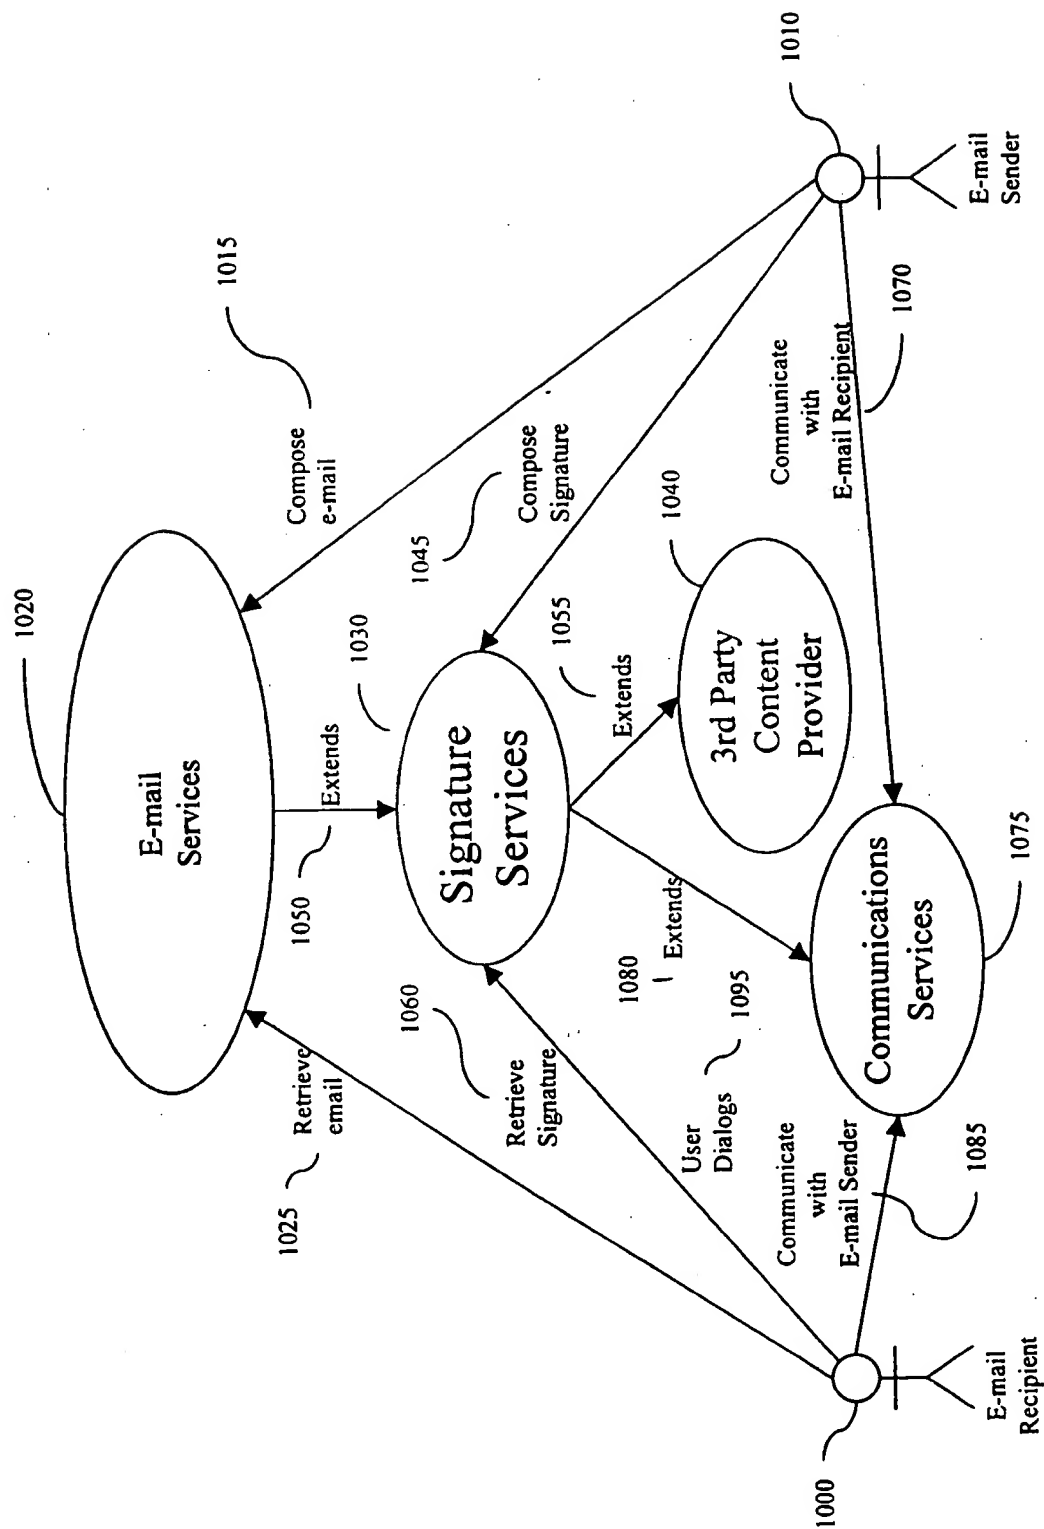 1020
E-mail
Services
1015
Compose
e-mail
1025
Retrieve
email
1050
Extends
1030
Signature
Services
1045
Compose
Signature
1060
Retrieve
Signature
1055
Extends
1080
Extends
1040
3rd Party
Content
Provider
1095
User
Dialogs
Communicate
with
E-mail Sender
1085
Communications
Services
1075
Communicate
with
E-mail Recipient
1070
1000
E-mail
Recipient
1010
E-mail
Sender